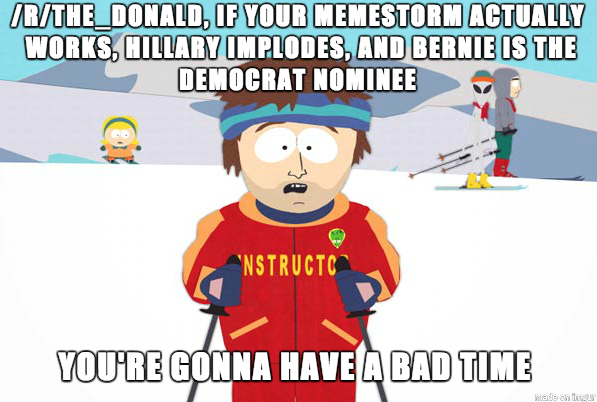 /R/THE_DONALD, IF YOUR MEMESTORM ACTUALLY
WORKS, HILLARY IMPLODES, AND BERNIE IS THE
DEMOCRAT NOMINEE
INSTRUCTO
YOU'RE GONNA HAVE A BAD TIME
made on imgur